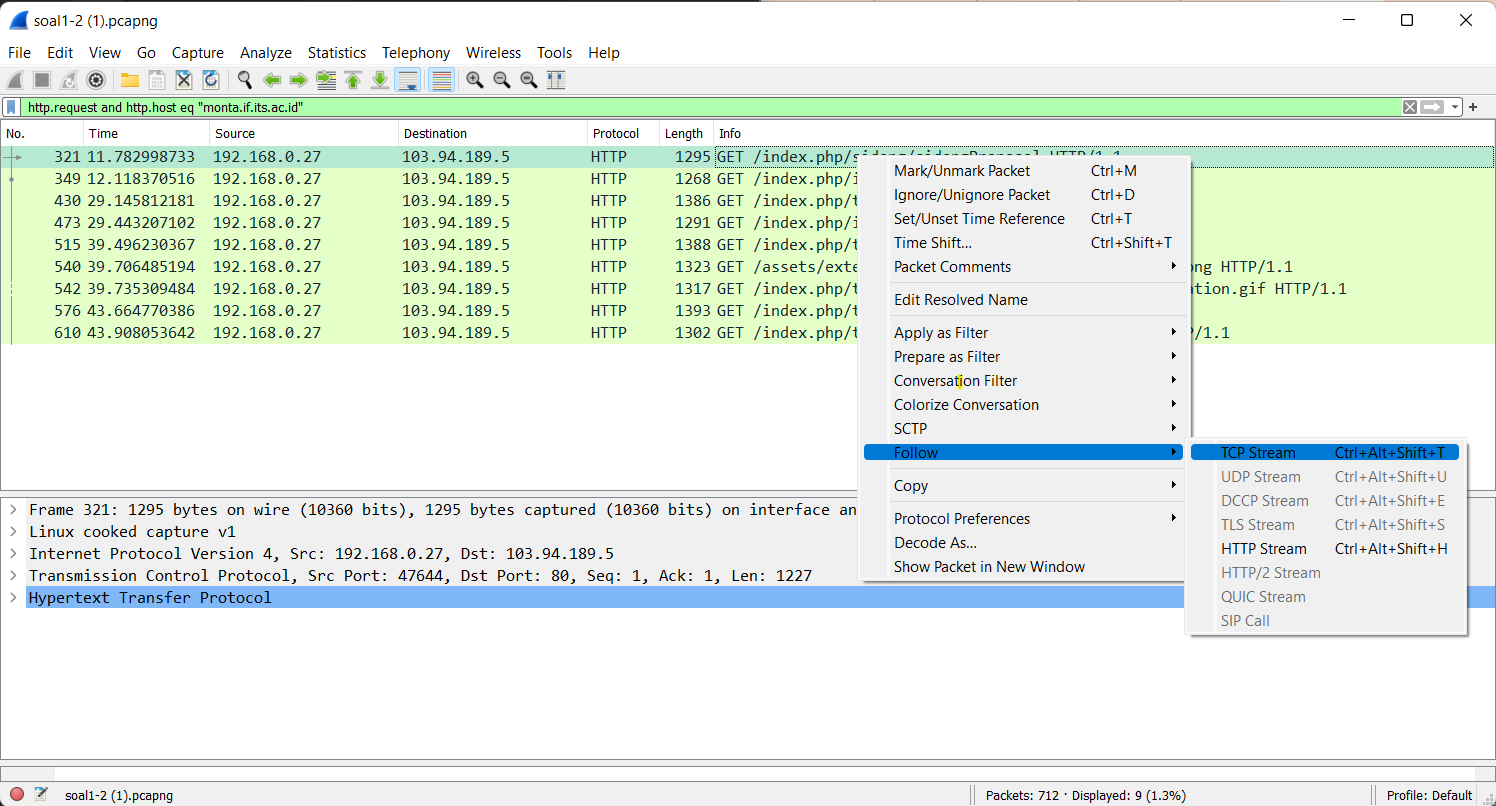 soal1-2 (1).pcapng
File Edit View Go Capture Analyze Statistics Telephony Wireless Tools Help
http.request and http.host eq "monta.if.its.ac.id"
No. Time Source Destination Protocol Length Info
321 11.782998733 192.168.0.27 103.94.189.5 HTTP 1295 GET /index.php/sidang/sidangProposal HTTP/1.1
349 12.118370516 192.168.0.27 103.94.189.5 HTTP 1268 GET /index.php/i
430 29.145812181 192.168.0.27 103.94.189.5 HTTP 1386 GET /index.php/t
473 29.443207102 192.168.0.27 103.94.189.5 HTTP 1291 GET /index.php/i
515 39.496230367 192.168.0.27 103.94.189.5 HTTP 1388 GET /index.php/t
540 39.706485194 192.168.0.27 103.94.189.5 HTTP 1323 GET /assets/exte ng HTTP/1.1
542 39.735309484 192.168.0.27 103.94.189.5 HTTP 1317 GET /index.php/t ation.gif HTTP/1.1
576 43.664770386 192.168.0.27 103.94.189.5 HTTP 1393 GET /index.php/t
610 43.908053642 192.168.0.27 103.94.189.5 HTTP 1302 GET /index.php/t /1.1
Mark/Unmark Packet Ctrl+M
Ignore/Unignore Packet Ctrl+D
Set/Unset Time Reference Ctrl+T
Time Shift... Ctrl+Shift+T
Packet Comments
Edit Resolved Name
Apply as Filter
Prepare as Filter
Conversation Filter
Colorize Conversation
SCTP
Follow
Copy
Protocol Preferences
Decode As...
Show Packet in New Window
TCP Stream Ctrl+Alt+Shift+T
UDP Stream Ctrl+Alt+Shift+U
DCCP Stream Ctrl+Alt+Shift+E
TLS Stream Ctrl+Alt+Shift+S
HTTP Stream Ctrl+Alt+Shift+H
HTTP/2 Stream
QUIC Stream
SIP Call
Frame 321: 1295 bytes on wire (10360 bits), 1295 bytes captured (10360 bits) on interface an
Linux cooked capture v1
Internet Protocol Version 4, Src: 192.168.0.27, Dst: 103.94.189.5
Transmission Control Protocol, Src Port: 47644, Dst Port: 80, Seq: 1, Ack: 1, Len: 1227
Hypertext Transfer Protocol
soal1-2 (1).pcapng
Packets: 712 · Displayed: 9 (1.3%)
Profile: Default